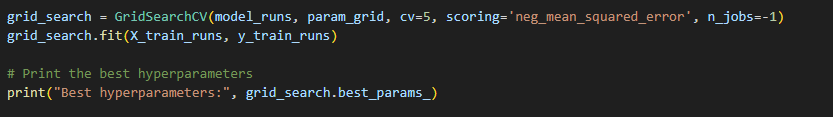 grid_search = GridSearchCV(model_runs, param_grid, cv=5, scoring='neg_mean_squared_error', n_jobs=-1)
grid_search.fit(X_train_runs, y_train_runs)
# Print the best hyperparameters
print("Best hyperparameters:", grid_search.best_params_)